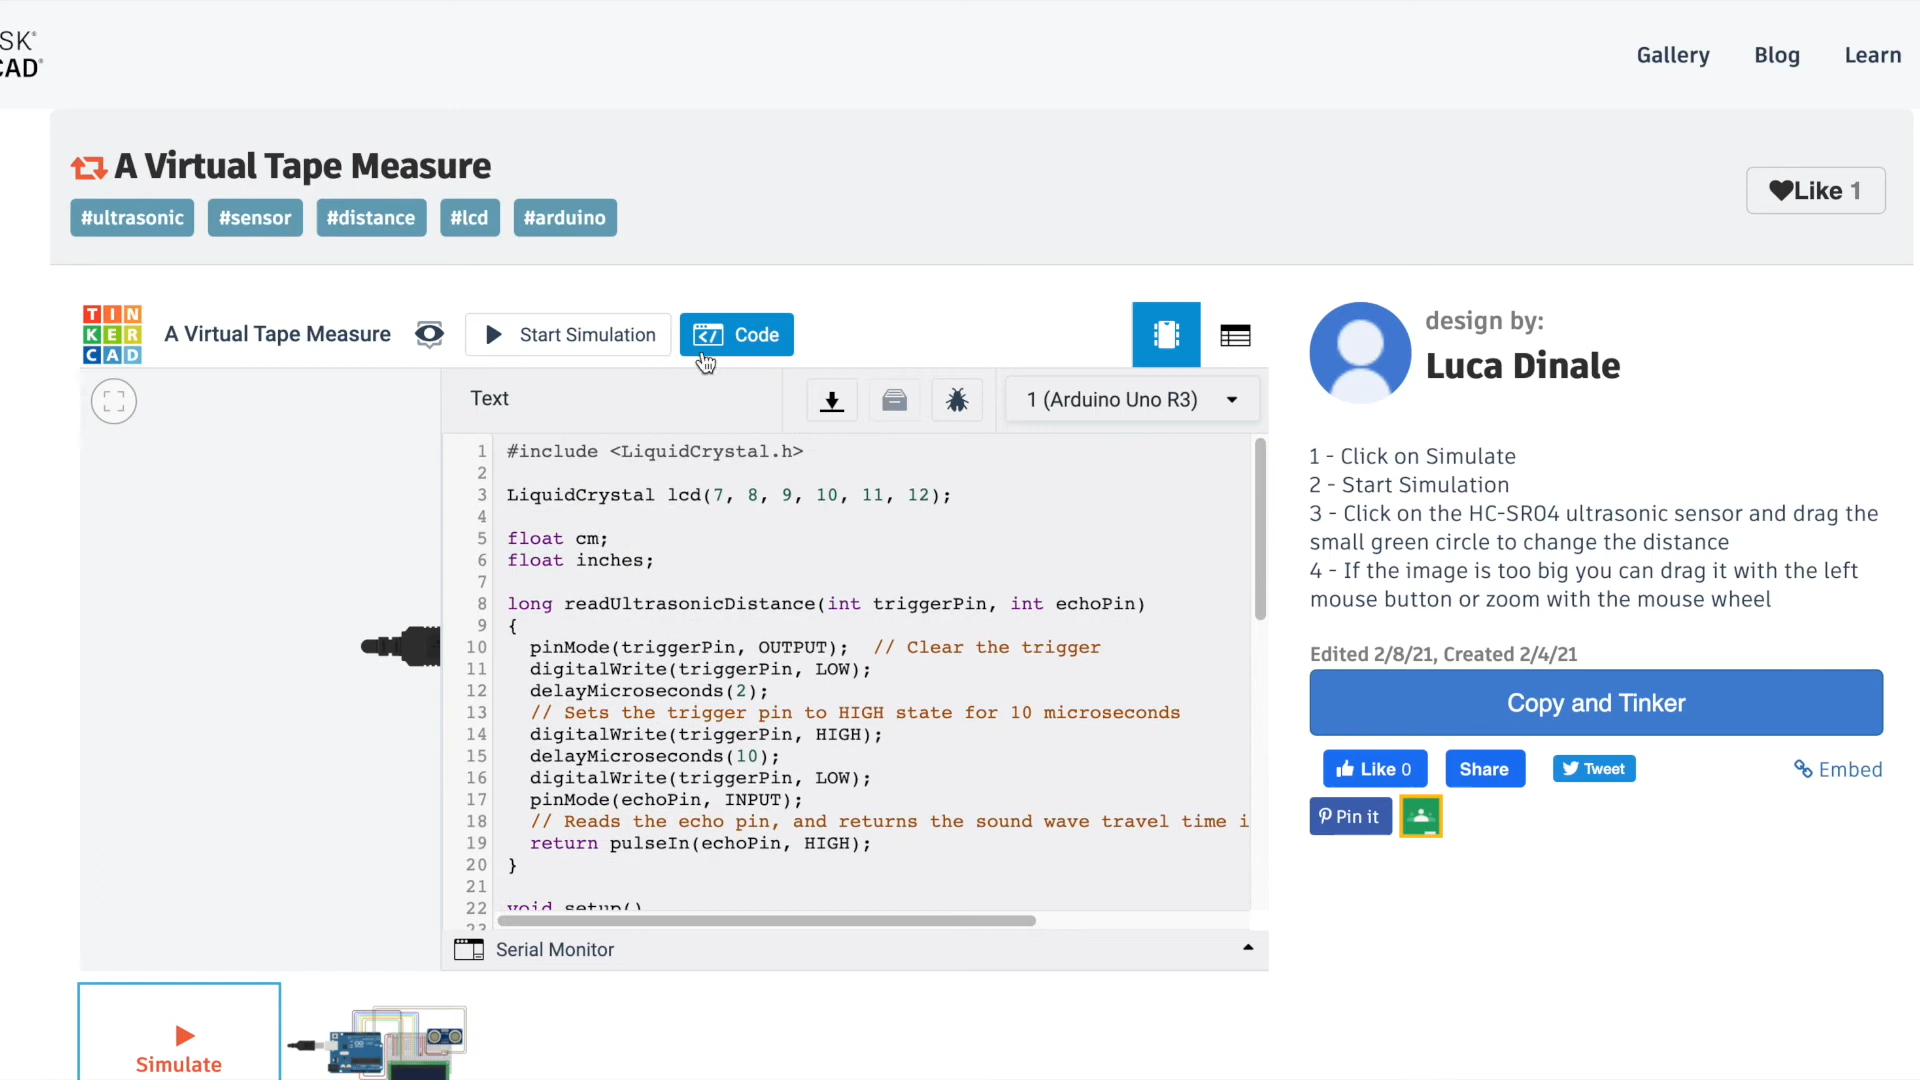 SK®
CAD®
Gallery
Blog
Learn
A Virtual Tape Measure
#ultrasonic
#sensor
#distance
#lcd
#arduino
Like 1
TIN
KER
CAD
A Virtual Tape Measure
Start Simulation
Code
design by:
Luca Dinale
Text
1 (Arduino Uno R3)
1 #include <LiquidCrystal.h>
2
3 LiquidCrystal lcd(7, 8, 9, 10, 11, 12);
4
5 float cm;
6 float inches;
7
8 long readUltrasonicDistance(int triggerPin, int echoPin)
9 {
10 pinMode(triggerPin, OUTPUT);  // Clear the trigger
11 digitalWrite(triggerPin, LOW);
12 delayMicroseconds(2);
13 // Sets the trigger pin to HIGH state for 10 microseconds
14 digitalWrite(triggerPin, HIGH);
15 delayMicroseconds(10);
16 digitalWrite(triggerPin, LOW);
17 pinMode(echoPin, INPUT);
18 // Reads the echo pin, and returns the sound wave travel time i
19 return pulseIn(echoPin, HIGH);
20 }
21
22 void setup()
23
Serial Monitor
1 - Click on Simulate
2 - Start Simulation
3 - Click on the HC-SR04 ultrasonic sensor and drag the
small green circle to change the distance
4 - If the image is too big you can drag it with the left
mouse button or zoom with the mouse wheel
Edited 2/8/21, Created 2/4/21
Copy and Tinker
Like 0
Share
Tweet
Embed
Pin it
Simulate